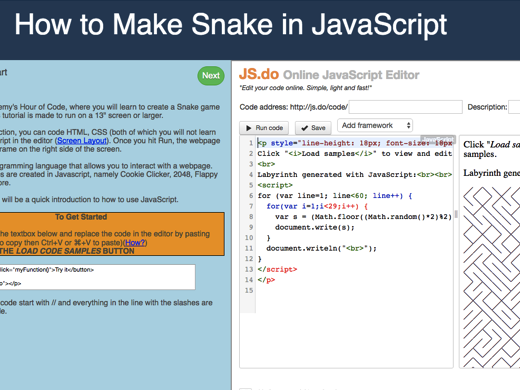 How to Make Snake in JavaScript
art
Next
emy's Hour of Code, where you will learn to create a Snake game
tutorial is made to run on a 13" screen or larger.
ction, you can code HTML, CSS (both of which you will not learn
cript in the editor (Screen Layout). Once you hit Run, the webpage
frame on the right side of the screen.
gramming language that allows you to interact with a webpage.
es are created in Javascript, namely Cookie Clicker, 2048, Flappy
ore.
will be a quick introduction to how to use JavaScript.
To Get Started
the textbox below and replace the code in the editor by pasting
to copy then Ctrl+V or ⌘+V to paste)(How?)
THE LOAD CODE SAMPLES BUTTON
click="myFunction()">Try it</button>
o"></p>
code start with // and everything in the line with the slashes are
de.
JS.do Online JavaScript Editor
"Edit your code online. Simple, light and fast!"
Code address: http://js.do/code/
Description:
Run code
Save
Add framework
JavaScript
1 <p style="line-height: 18px; font-size: 18px
2 Click "<i>Load samples</i>" to view and edit
3 <br>
4 Labyrinth generated with JavaScript:<br><br>
5 <script>
6 for (var line=1; line<60; line++) {
7 for(var i=1;i<29;i++) {
8 var s = (Math.floor((Math.random()*2)%2)
9 document.write(s);
10 }
11 document.writeln("<br>");
12 }
13 </script>
14 </p>
15
Click "Load sa
samples.
Labyrinth gene